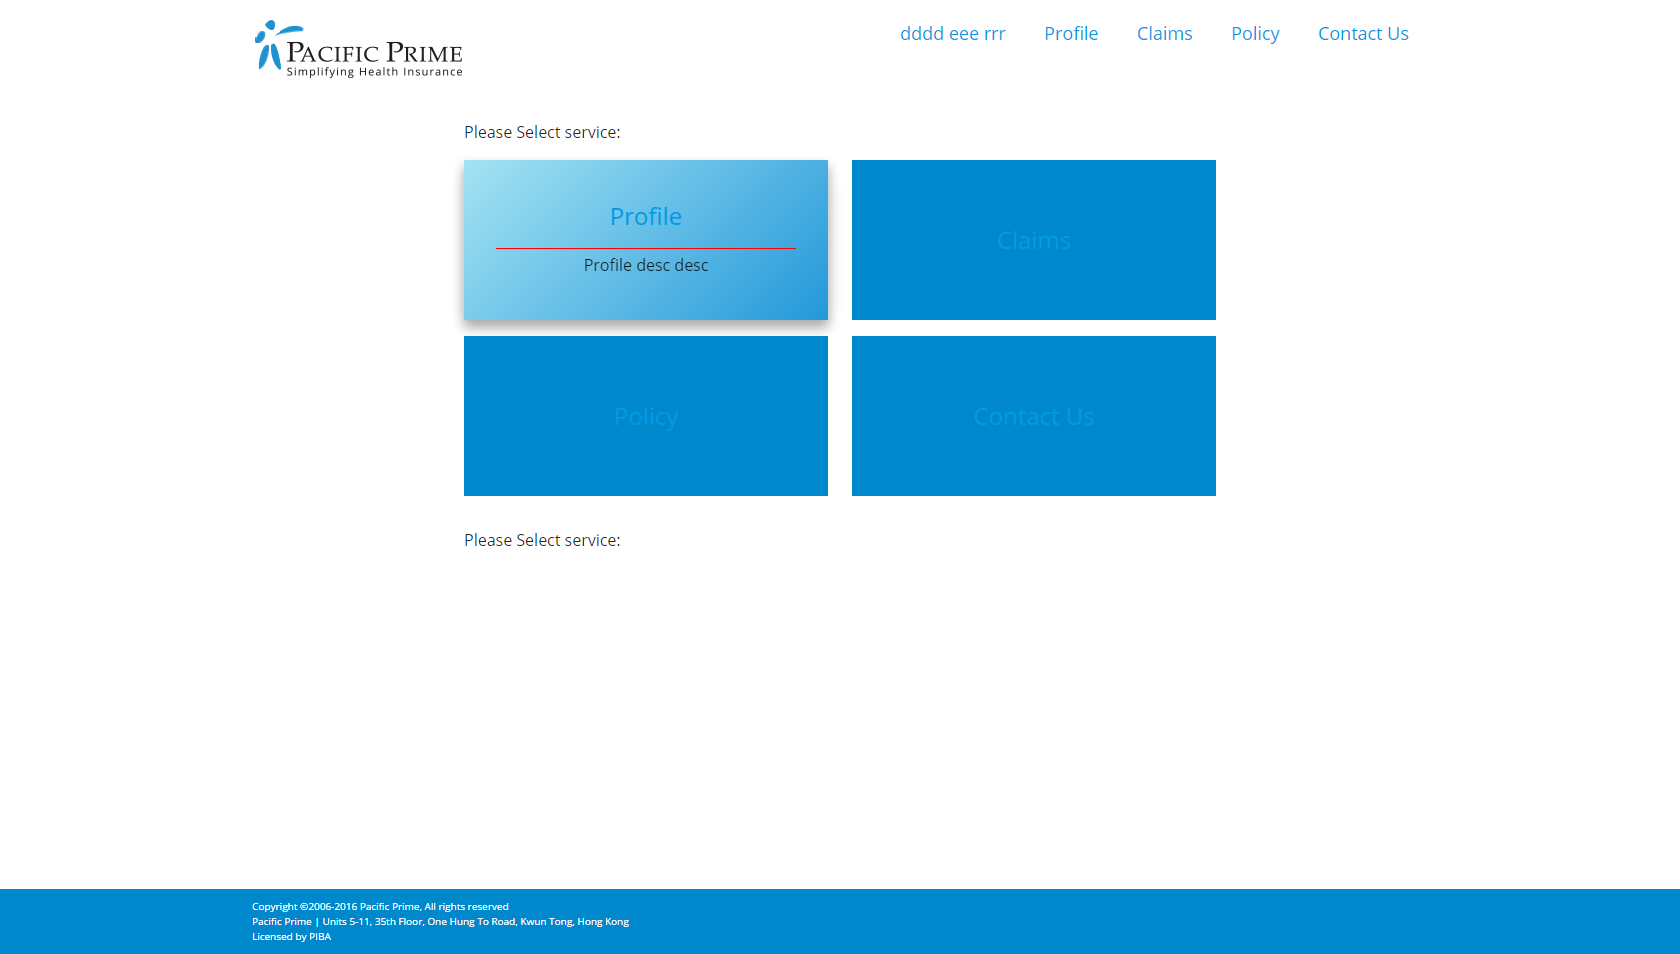 PACIFIC PRIME
Simplifying Health Insurance
dddd eee rrr Profile Claims Policy Contact Us
Please Select service:
Profile
Profile desc desc
Claims
Policy
Contact Us
Please Select service:
Copyright ©2006-2016 Pacific Prime, All rights reserved
Pacific Prime | Units 5-11, 35th Floor, One Hung To Road, Kwun Tong, Hong Kong
Licensed by PIBA